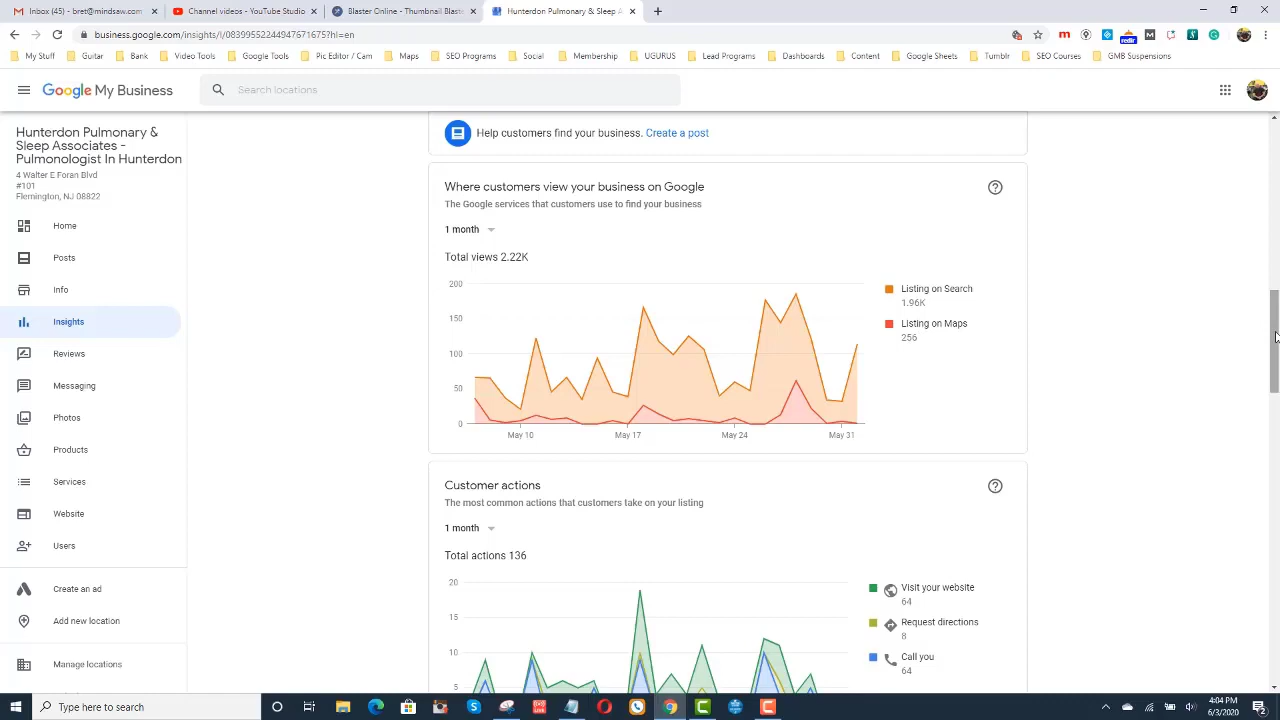 Inbox (45) - bret@mindsaw.com
Channel videos - YouTube Studio
Blaster Online - Thumbnail Blaste
Hunterdon Pulmonary & Sleep A
business.google.com/insights/l/08399552244947671675?hl=en
My Stuff
Guitar
Bank
Video Tools
Google Tools
Pic Editor / Cam
Maps
SEO Programs
Social
Membership
UGURUS
Lead Programs
Dashboards
Content
Google Sheets
Tumblr
SEO Courses
GMB Suspensions
Google My Business
Search locations
Hunterdon Pulmonary &
Sleep Associates -
Pulmonologist In Hunterdon
4 Walter E Foran Blvd
#101
Flemington, NJ 08822
Home
Posts
Info
Insights
Reviews
Messaging
Photos
Products
Services
Website
Users
Create an ad
Add new location
Manage locations
Help customers find your business. Create a post
Where customers view your business on Google
The Google services that customers use to find your business
1 month
Total views 2.22K
200
150
100
50
0
May 10
May 17
May 24
May 31
Listing on Search
1.96K
Listing on Maps
256
Customer actions
The most common actions that customers take on your listing
1 month
Total actions 136
20
15
10
5
Visit your website
64
Request directions
8
Call you
64
Type here to search
4:04 PM
6/3/2020